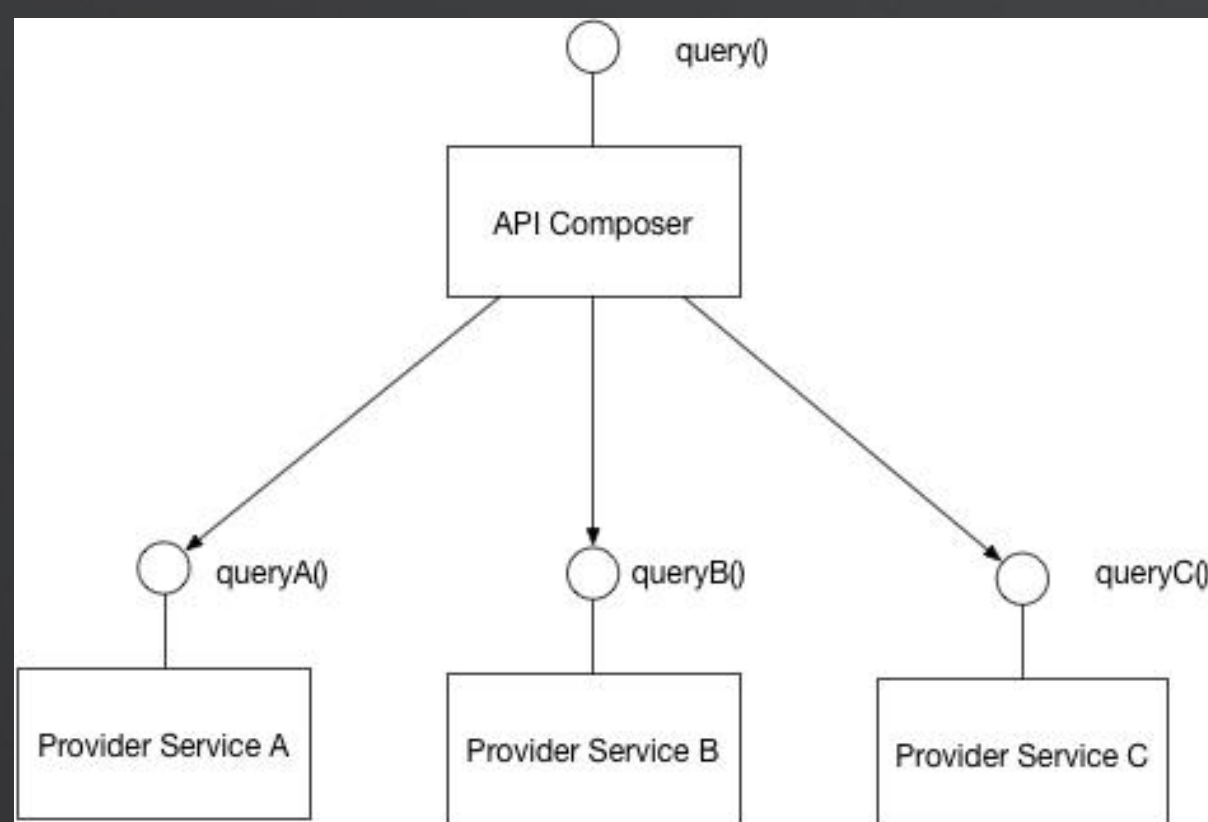 query()
API Composer
queryA()
queryB()
queryC()
Provider Service A
Provider Service B
Provider Service C